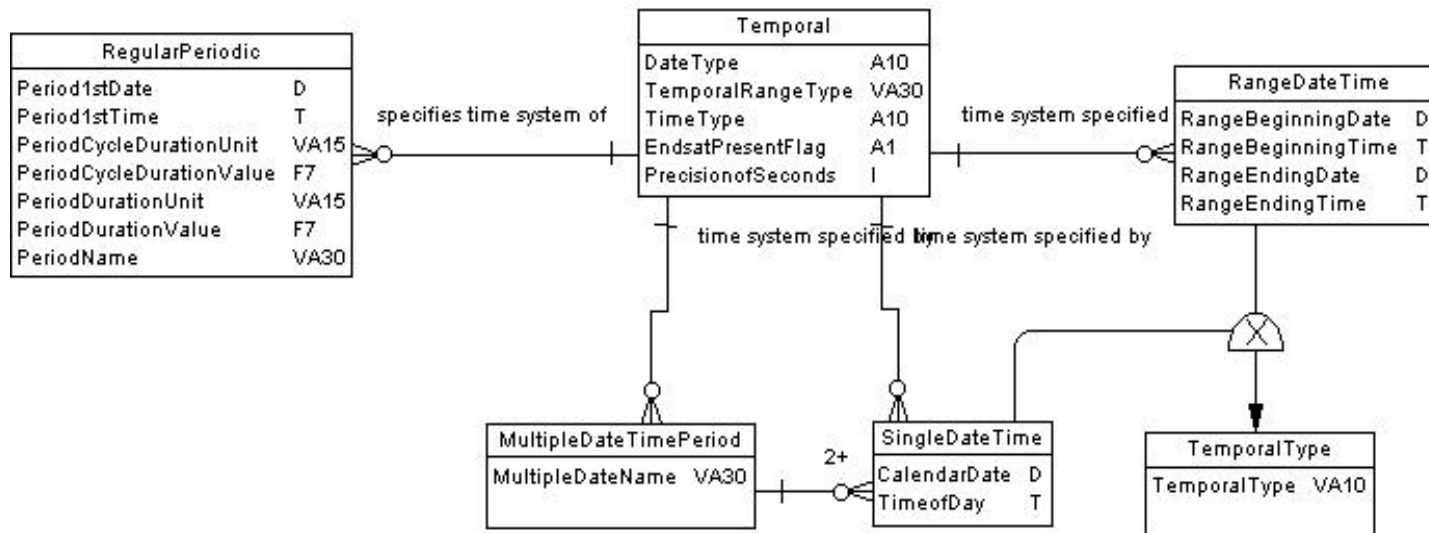 RegularPeriodic
Period1stDate D
Period1stTime T
PeriodCycleDurationUnit VA15
PeriodCycleDurationValue F7
PeriodDurationUnit VA15
PeriodDurationValue F7
PeriodName VA30
specifies time system of
Temporal
DateType A10
TemporalRangeType VA30
TimeType A10
EndsatPresentFlag A1
PrecisionofSeconds I
time system specified
RangeDateTime
RangeBeginningDate D
RangeBeginningTime T
RangeEndingDate D
RangeEndingTime T
time system specified by
time system specified by
MultipleDateTimePeriod
MultipleDateName VA30
2+
SingleDateTime
CalendarDate D
TimeofDay T
TemporalType
TemporalType VA10